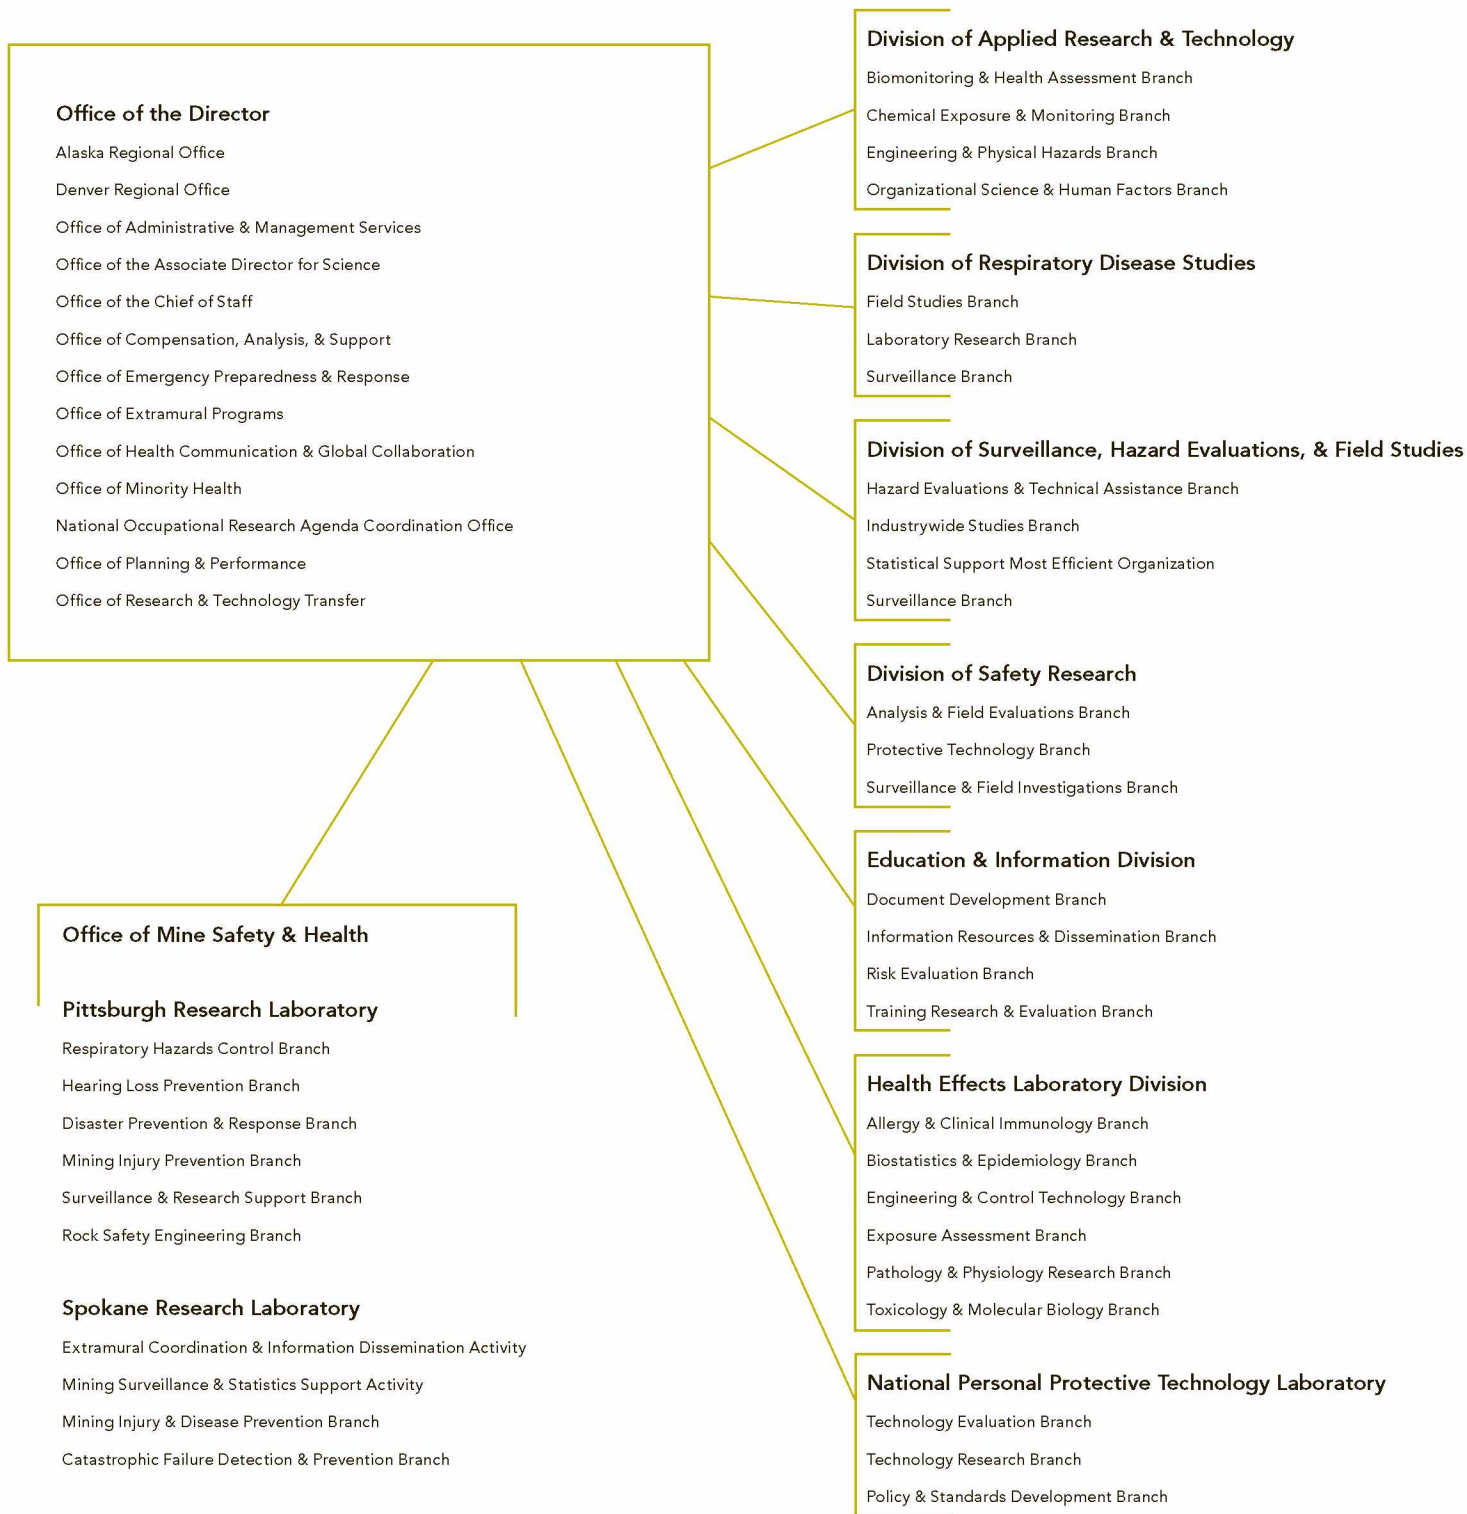 Office of the Director
Alaska Regional Office
Denver Regional Office
Office of Administrative & Management Services
Office of the Associate Director for Science
Office of the Chief of Staff
Office of Compensation, Analysis, & Support
Office of Emergency Preparedness & Response
Office of Extramural Programs
Office of Health Communication & Global Collaboration
Office of Minority Health
National Occupational Research Agenda Coordination Office
Office of Planning & Performance
Office of Research & Technology Transfer
Office of Mine Safety & Health
Pittsburgh Research Laboratory
Respiratory Hazards Control Branch
Hearing Loss Prevention Branch
Disaster Prevention & Response Branch
Mining Injury Prevention Branch
Surveillance & Research Support Branch
Rock Safety Engineering Branch
Spokane Research Laboratory
Extramural Coordination & Information Dissemination Activity
Mining Surveillance & Statistics Support Activity
Mining Injury & Disease Prevention Branch
Catastrophic Failure Detection & Prevention Branch
Division of Applied Research & Technology
Biomonitoring & Health Assessment Branch
Chemical Exposure & Monitoring Branch
Engineering & Physical Hazards Branch
Organizational Science & Human Factors Branch
Division of Respiratory Disease Studies
Field Studies Branch
Laboratory Research Branch
Surveillance Branch
Division of Surveillance, Hazard Evaluations, & Field Studies
Hazard Evaluations & Technical Assistance Branch
Industrywide Studies Branch
Statistical Support Most Efficient Organization
Surveillance Branch
Division of Safety Research
Analysis & Field Evaluations Branch
Protective Technology Branch
Surveillance & Field Investigations Branch
Education & Information Division
Document Development Branch
Information Resources & Dissemination Branch
Risk Evaluation Branch
Training Research & Evaluation Branch
Health Effects Laboratory Division
Allergy & Clinical Immunology Branch
Biostatistics & Epidemiology Branch
Engineering & Control Technology Branch
Exposure Assessment Branch
Pathology & Physiology Research Branch
Toxicology & Molecular Biology Branch
National Personal Protective Technology Laboratory
Technology Evaluation Branch
Technology Research Branch
Policy & Standards Development Branch